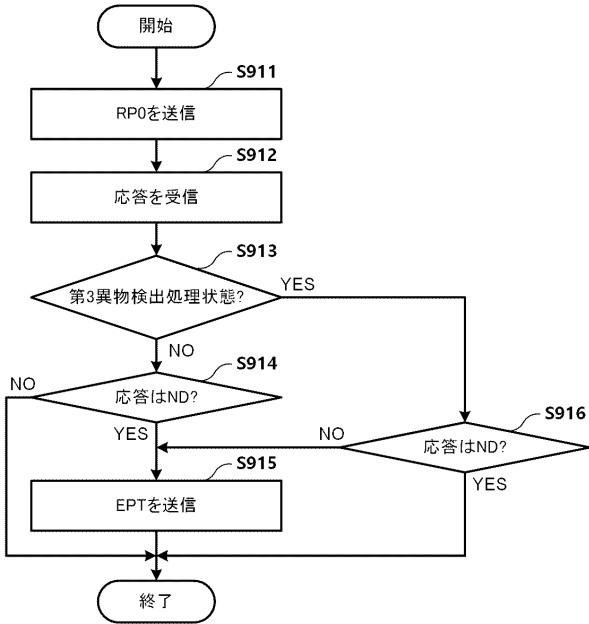 開始
S911
RP0を送信
S912
応答を受信
S913
第3異物検出処理状態?
YES
NO
S914
NO
応答はND?
YES
S916
NO
応答はND?
YES
S915
EPTを送信
終了